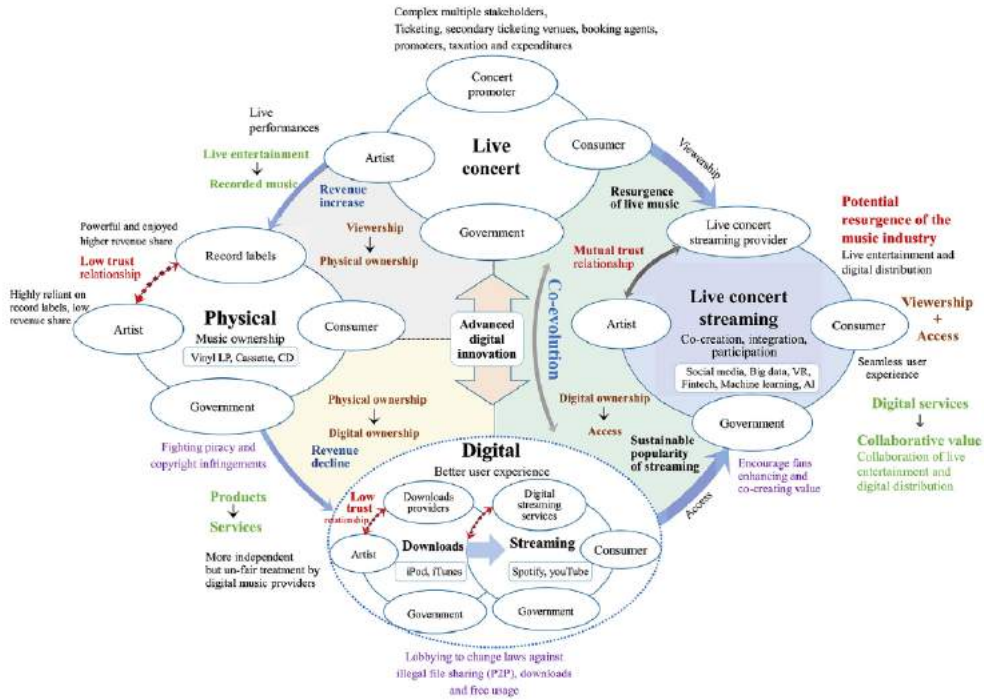 Complex multiple stakeholders,
Ticketing, secondary ticketing venues, booking agents,
promoters, taxation and expenditures
Concert
promoter
Live
performances
Artist
Live
concert
Consumer
Viewership
Live entertainment
Recorded music
Revenue
increase
Resurgence
of live music
Government
Viewership
Physical ownership
Powerful and enjoyed
higher revenue share
Record labels
Low trust
relationship
Highly reliant on
record labels, low
revenue share
Artist
Physical
Music ownership
Vinyl LP, Cassette, CD
Consumer
Government
Advanced
digital
innovation
Co-evolution
Mutual trust
relationship
Live concert
streaming provider
Potential
resurgence of the
music industry
Live entertainment and
digital distribution
Artist
Live concert
streaming
Co-creation, integration,
participation
Social media, Big data, VR,
Fintech, Machine learning, AI
Consumer
Viewership
+
Access
Seamless user
experience
Government
Digital services
Collaborative value
Collaboration of live
entertainment and
digital distribution
Encourage fans
enhancing and
co-creating value
Physical ownership
Digital ownership
Revenue
decline
Digital ownership
Access
Sustainable
popularity
of streaming
Access
Fighting piracy and
copyright infringements
Products
Services
More independent
but un-fair treatment by
digital music providers
Digital
Better user experience
Low
trust
relationship
Downloads
providers
Digital
streaming
services
Artist
Downloads
iPod, iTunes
Streaming
Spotify, youTube
Consumer
Government
Government
Lobbying to change laws against
illegal file sharing (P2P), downloads
and free usage